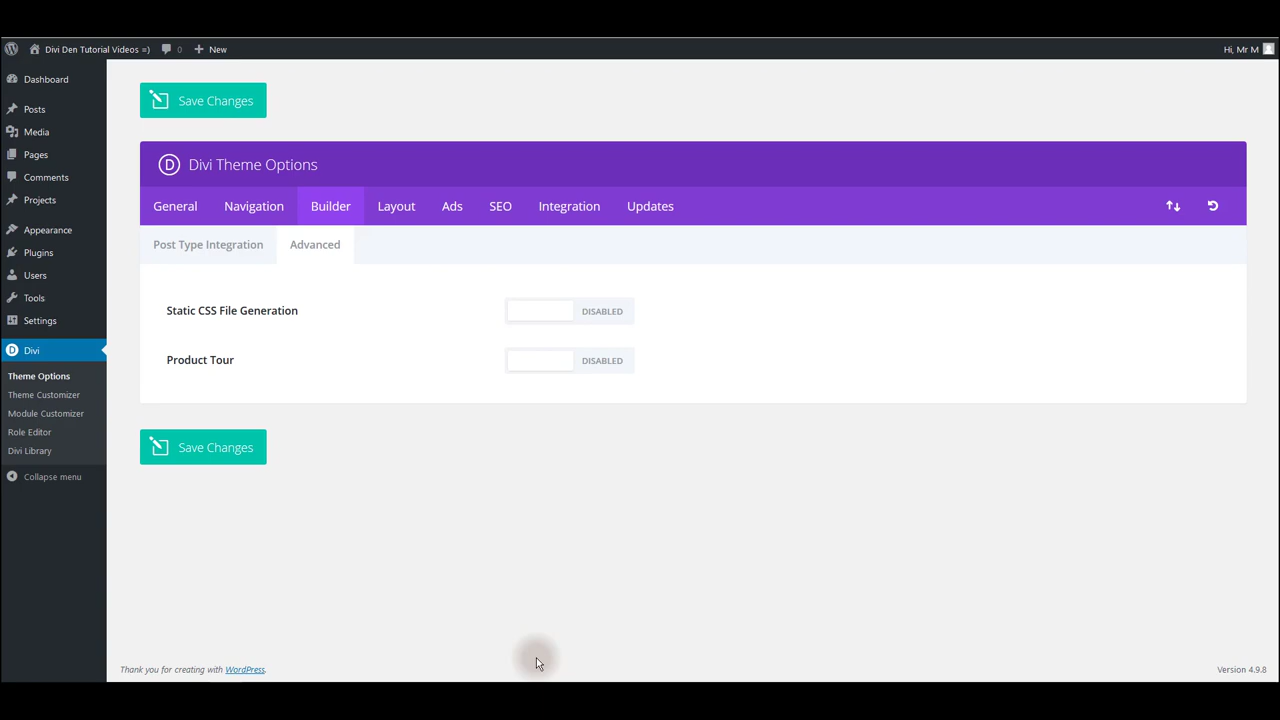 Divi Den Tutorial Videos =) 0 New Hi, Mr M
Dashboard
Posts
Media
Pages
Comments
Projects
Appearance
Plugins
Users
Tools
Settings
Divi
Theme Options
Theme Customizer
Module Customizer
Role Editor
Divi Library
Collapse menu
Save Changes
D Divi Theme Options
General Navigation Builder Layout Ads SEO Integration Updates
Post Type Integration Advanced
Static CSS File Generation DISABLED
Product Tour DISABLED
Save Changes
Thank you for creating with WordPress. Version 4.9.8